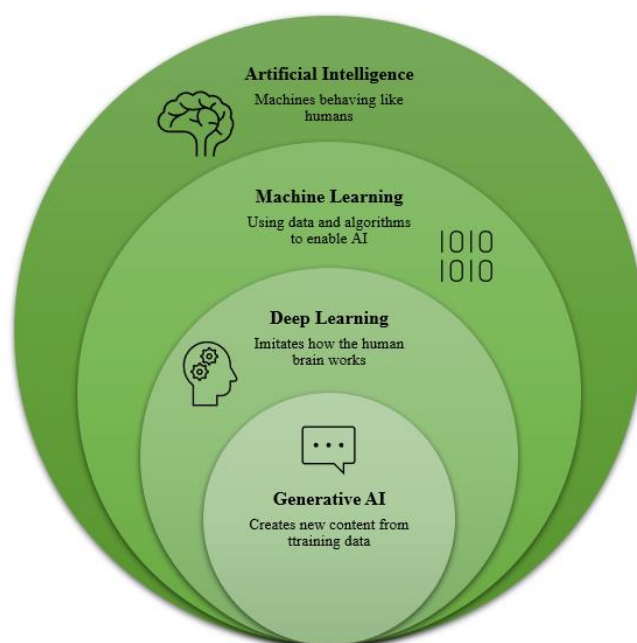 Artificial Intelligence
Machines behaving like
humans
Machine Learning
Using data and algorithms
to enable AI
1010
1010
Deep Learning
Imitates how the human
brain works
Generative AI
Creates new content from
ttraining data